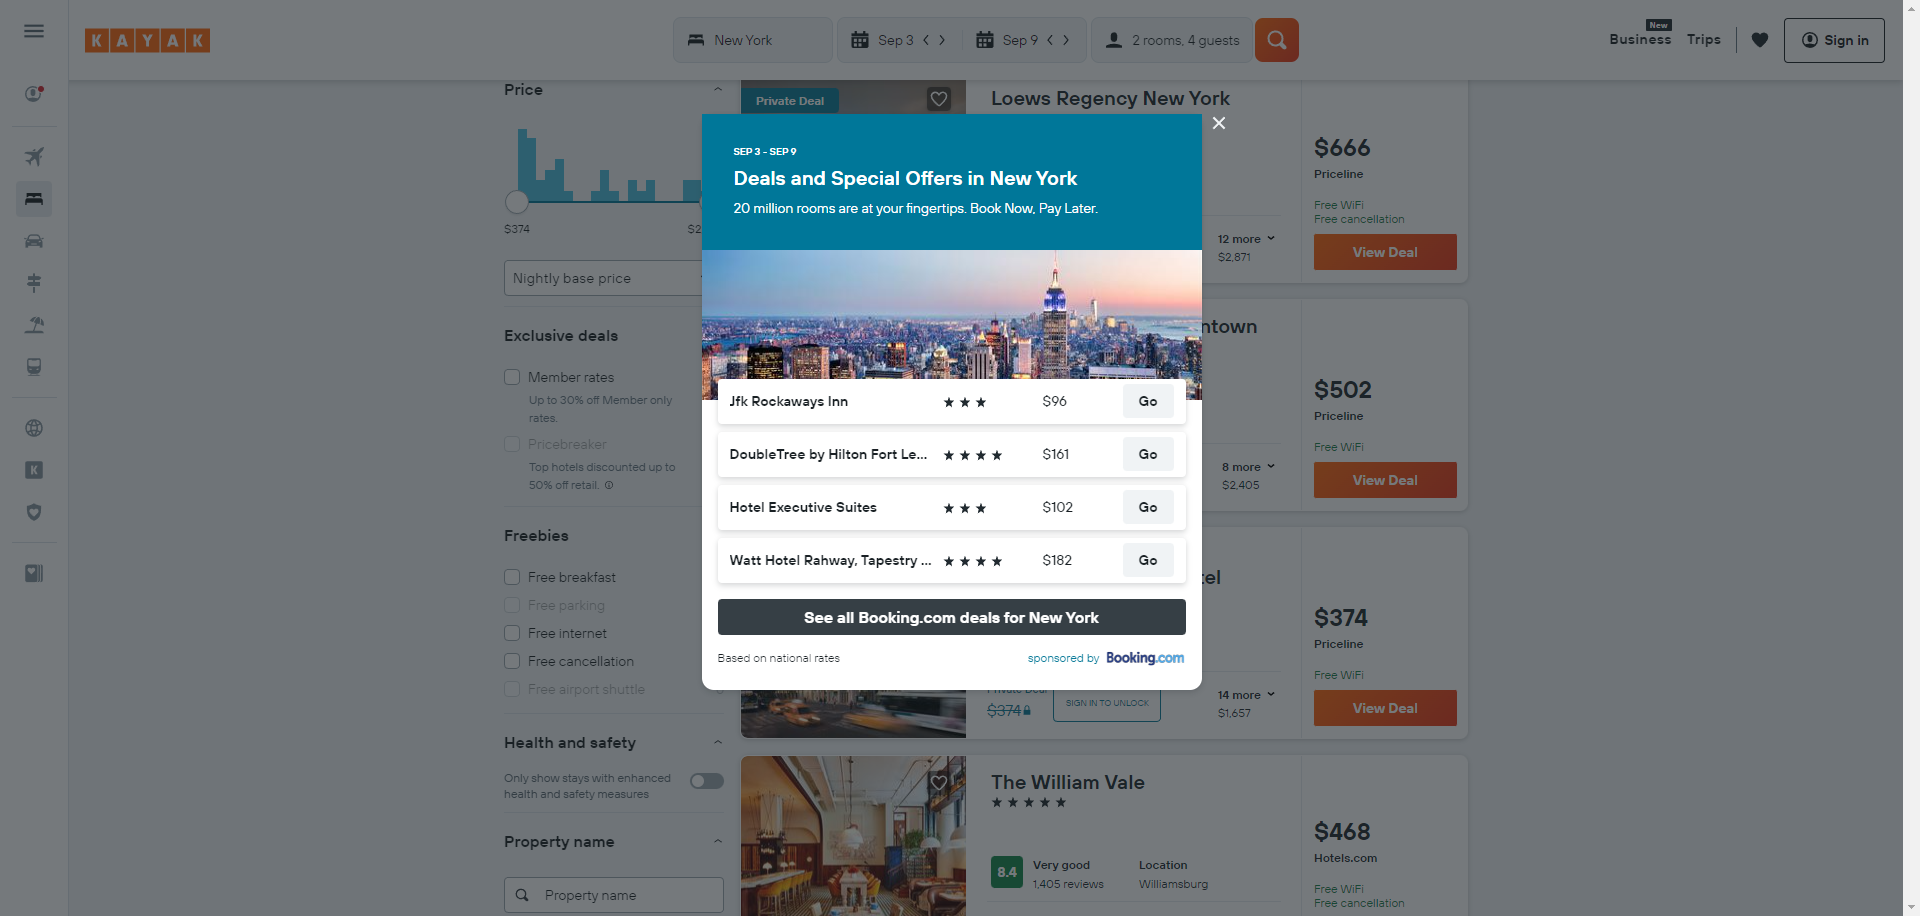 KAYAK
New York
Sep 3
Sep 9
2 rooms, 4 guests
New
Business
Trips
Sign in
Price
$374
Nightly base price
Exclusive deals
Member rates
Up to 30% off Member only
rates.
Pricebreaker
Top hotels discounted up to
50% off retail.
Freebies
Free breakfast
Free parking
Free internet
Free cancellation
Free airport shuttle
Health and safety
Only show stays with enhanced
health and safety measures
Property name
Property name
Private Deal
Loews Regency New York
$666
Priceline
Free WiFi
Free cancellation
12 more
$2,871
View Deal
SEP 3 - SEP 9
Deals and Special Offers in New York
20 million rooms are at your fingertips. Book Now, Pay Later.
Jfk Rockaways Inn $96 Go
DoubleTree by Hilton Fort Le... $161 Go
Hotel Executive Suites $102 Go
Watt Hotel Rahway, Tapestry ... $182 Go
See all Booking.com deals for New York
Based on national rates
sponsored by Booking.com
$502
Priceline
Free WiFi
8 more
$2,405
View Deal
$374
Priceline
Free WiFi
14 more
$1,657
View Deal
Private Deal
$374
SIGN IN TO UNLOCK
The William Vale
8.4
Very good
1,405 reviews
Location
Williamsburg
$468
Hotels.com
Free WiFi
Free cancellation